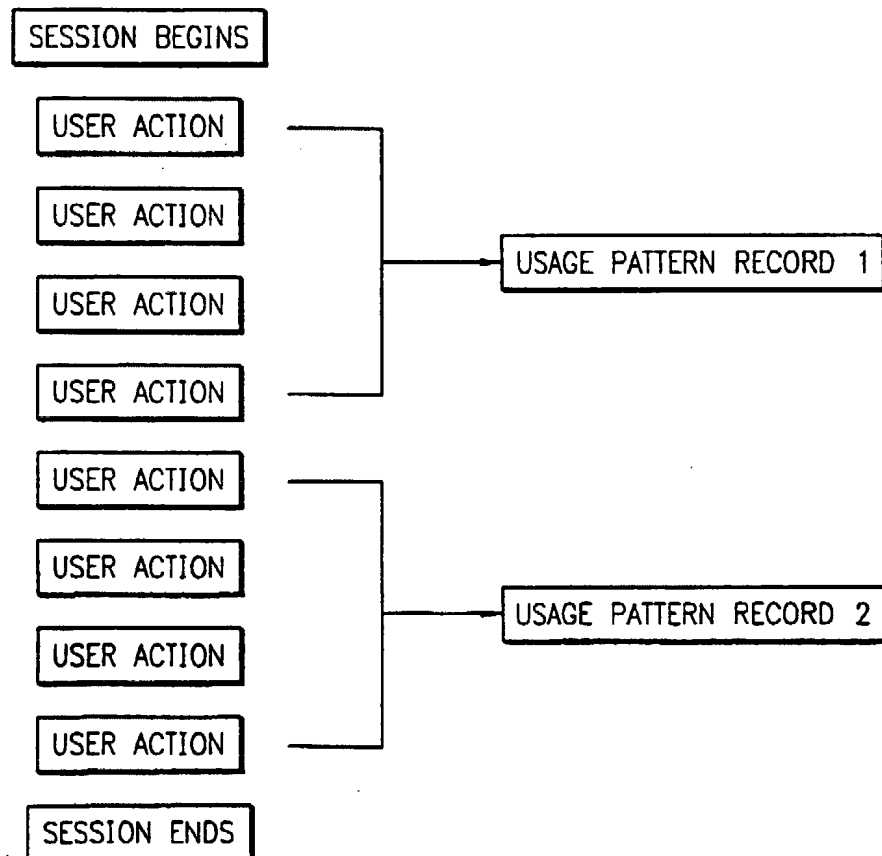 SESSION BEGINS
USER ACTION
USER ACTION
USER ACTION
USER ACTION
USAGE PATTERN RECORD 1
USER ACTION
USER ACTION
USER ACTION
USER ACTION
USAGE PATTERN RECORD 2
SESSION ENDS